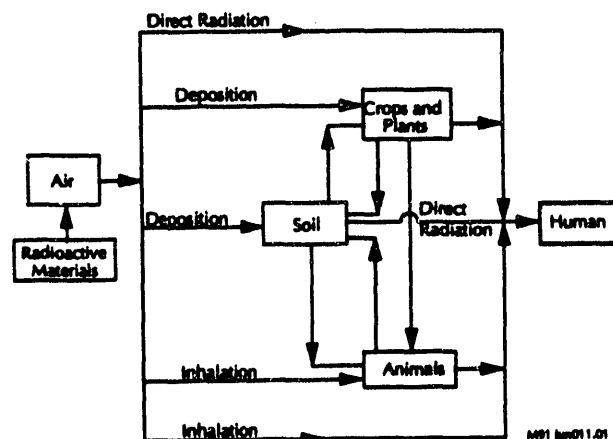 Direct Radiation
Deposition
Crops and
Plants
Air
Deposition
Soil
Direct
Radiation
Human
Radioactive
Materials
Inhalation
Animals
Inhalation